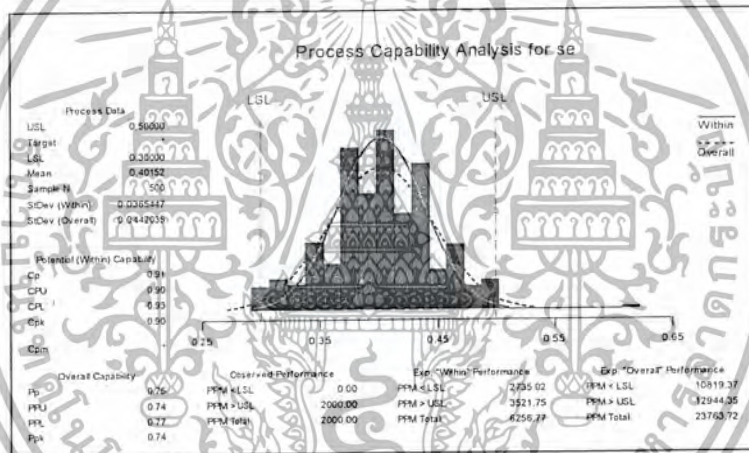 Process Capability Analysis for se
LSL
USL
Process Data
USL 0.50000
Target *
LSL 0.30000
Mean 0.40152
Sample N 500
StDev (Within) 0.0365447
StDev (Overall) 0.0442035
Within
Overall
Potential (Within) Capability
Cp 0.91
CPU 0.90
CPL 0.93
Cpk 0.90
Cpm *
0.25 0.35 0.45 0.55 0.65
Overall Capability
Pp 0.75
PPU 0.74
PPL 0.77
Ppk 0.74
Observed Performance
PPM < LSL 0.00
PPM > USL 2000.00
PPM Total 2000.00
Exp. "Within" Performance
PPM < LSL 2735.02
PPM > USL 3521.75
PPM Total 6256.77
Exp. "Overall" Performance
PPM < LSL 10819.37
PPM > USL 12944.35
PPM Total 23763.72